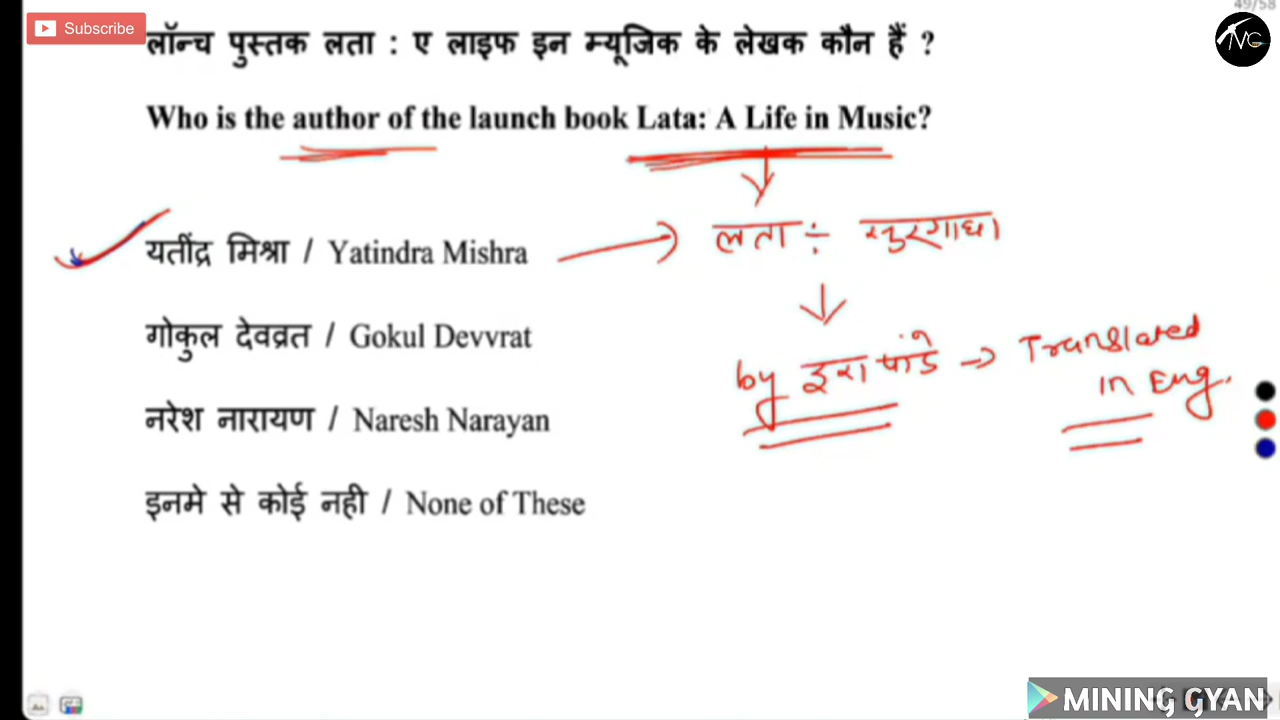 49/58
Subscribe
लॉन्च पुस्तक लता : ए लाइफ इन म्यूजिक के लेखक कौन हैं ?
Who is the author of the launch book Lata: A Life in Music?
यतींद्र मिश्रा / Yatindra Mishra
लता ÷ सुरगाथा
गोकुल देवव्रत / Gokul Devvrat
by इरा पांडे → Translated
in Eng.
नरेश नारायण / Naresh Narayan
इनमे से कोई नही / None of These
MINING GYAN